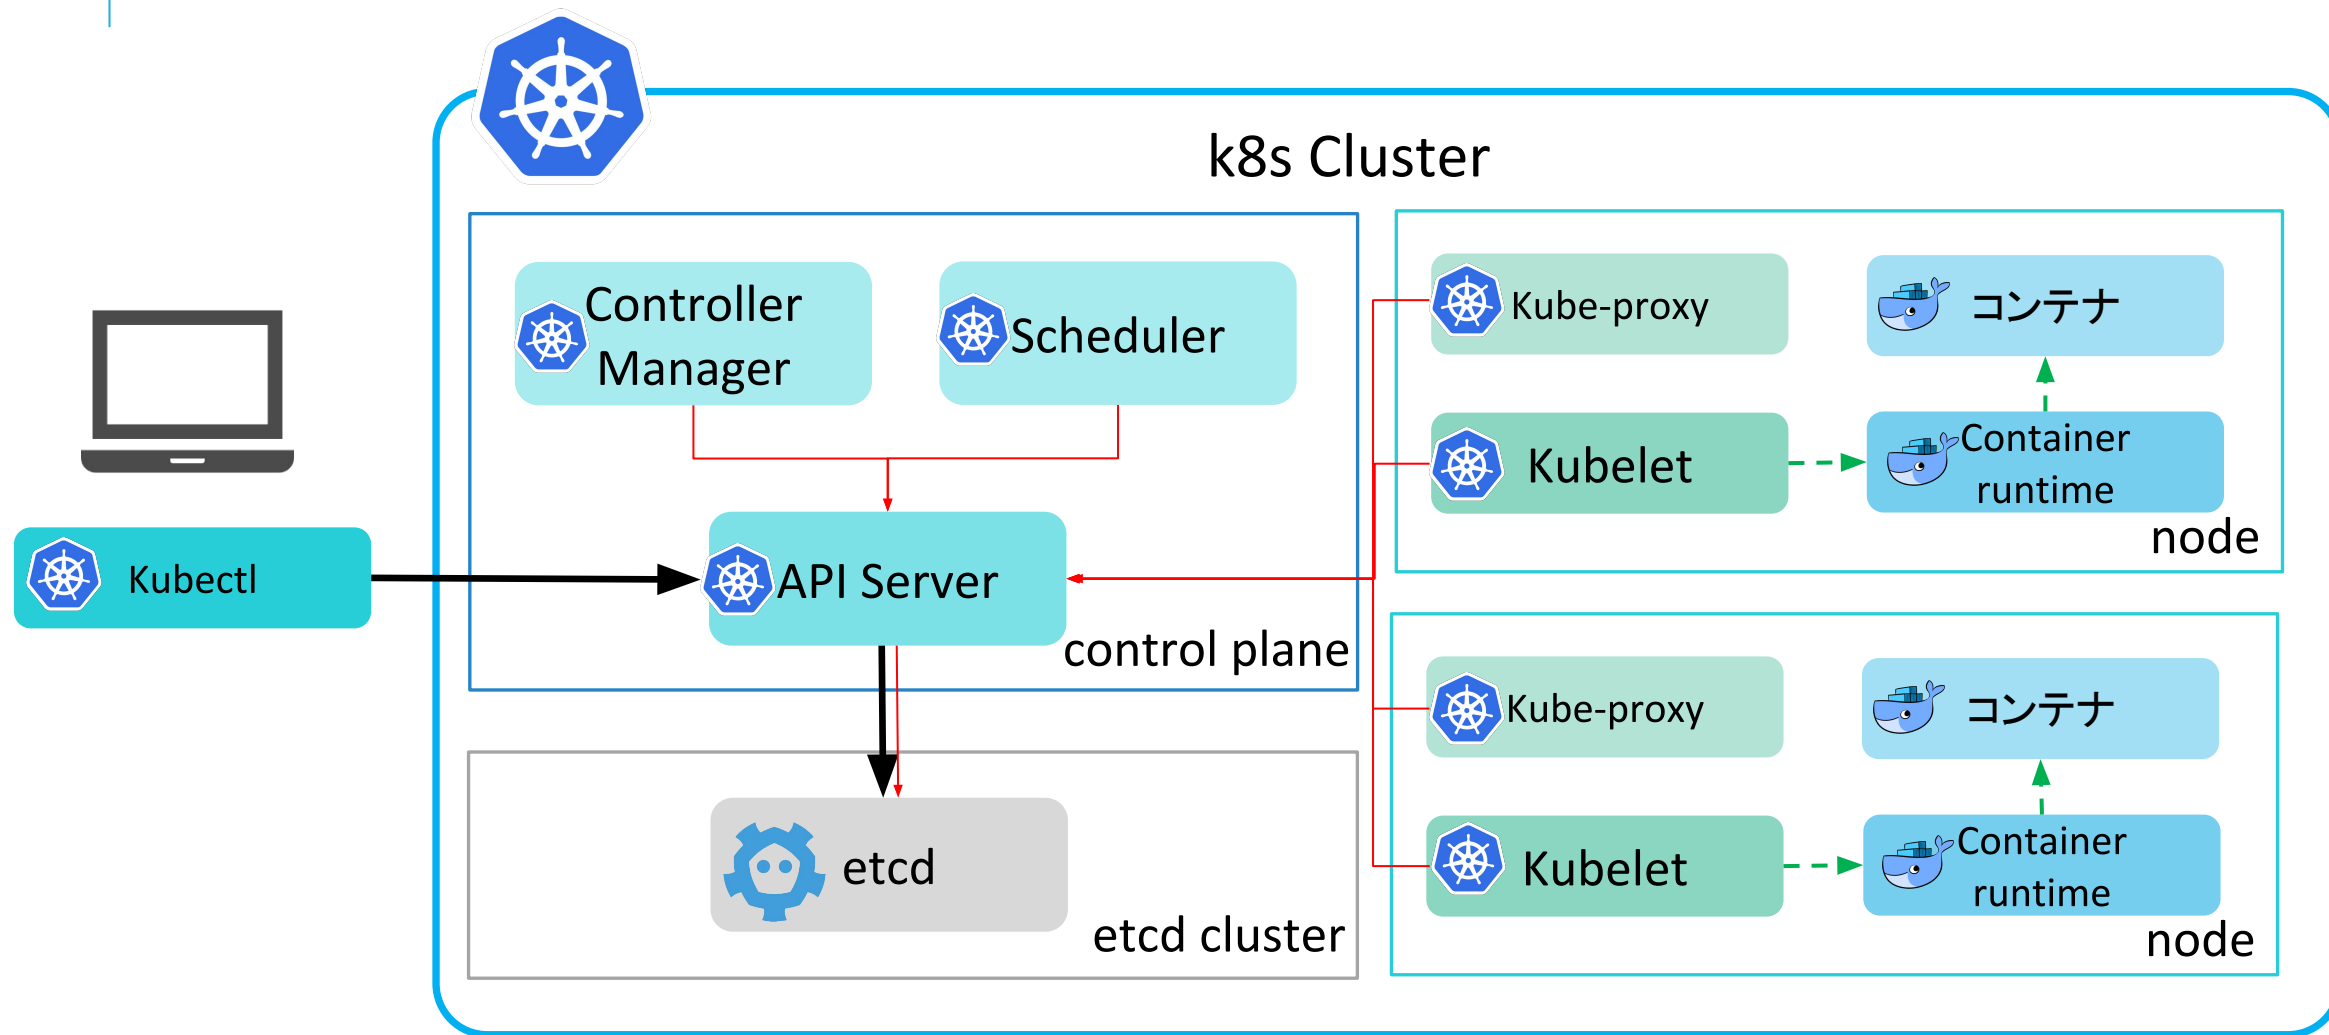 k8s Cluster
Controller
Manager
Scheduler
Kubectl
API Server
control plane
etcd
etcd cluster
Kube-proxy
コンテナ
Kubelet
Container
runtime
node
Kube-proxy
コンテナ
Kubelet
Container
runtime
node